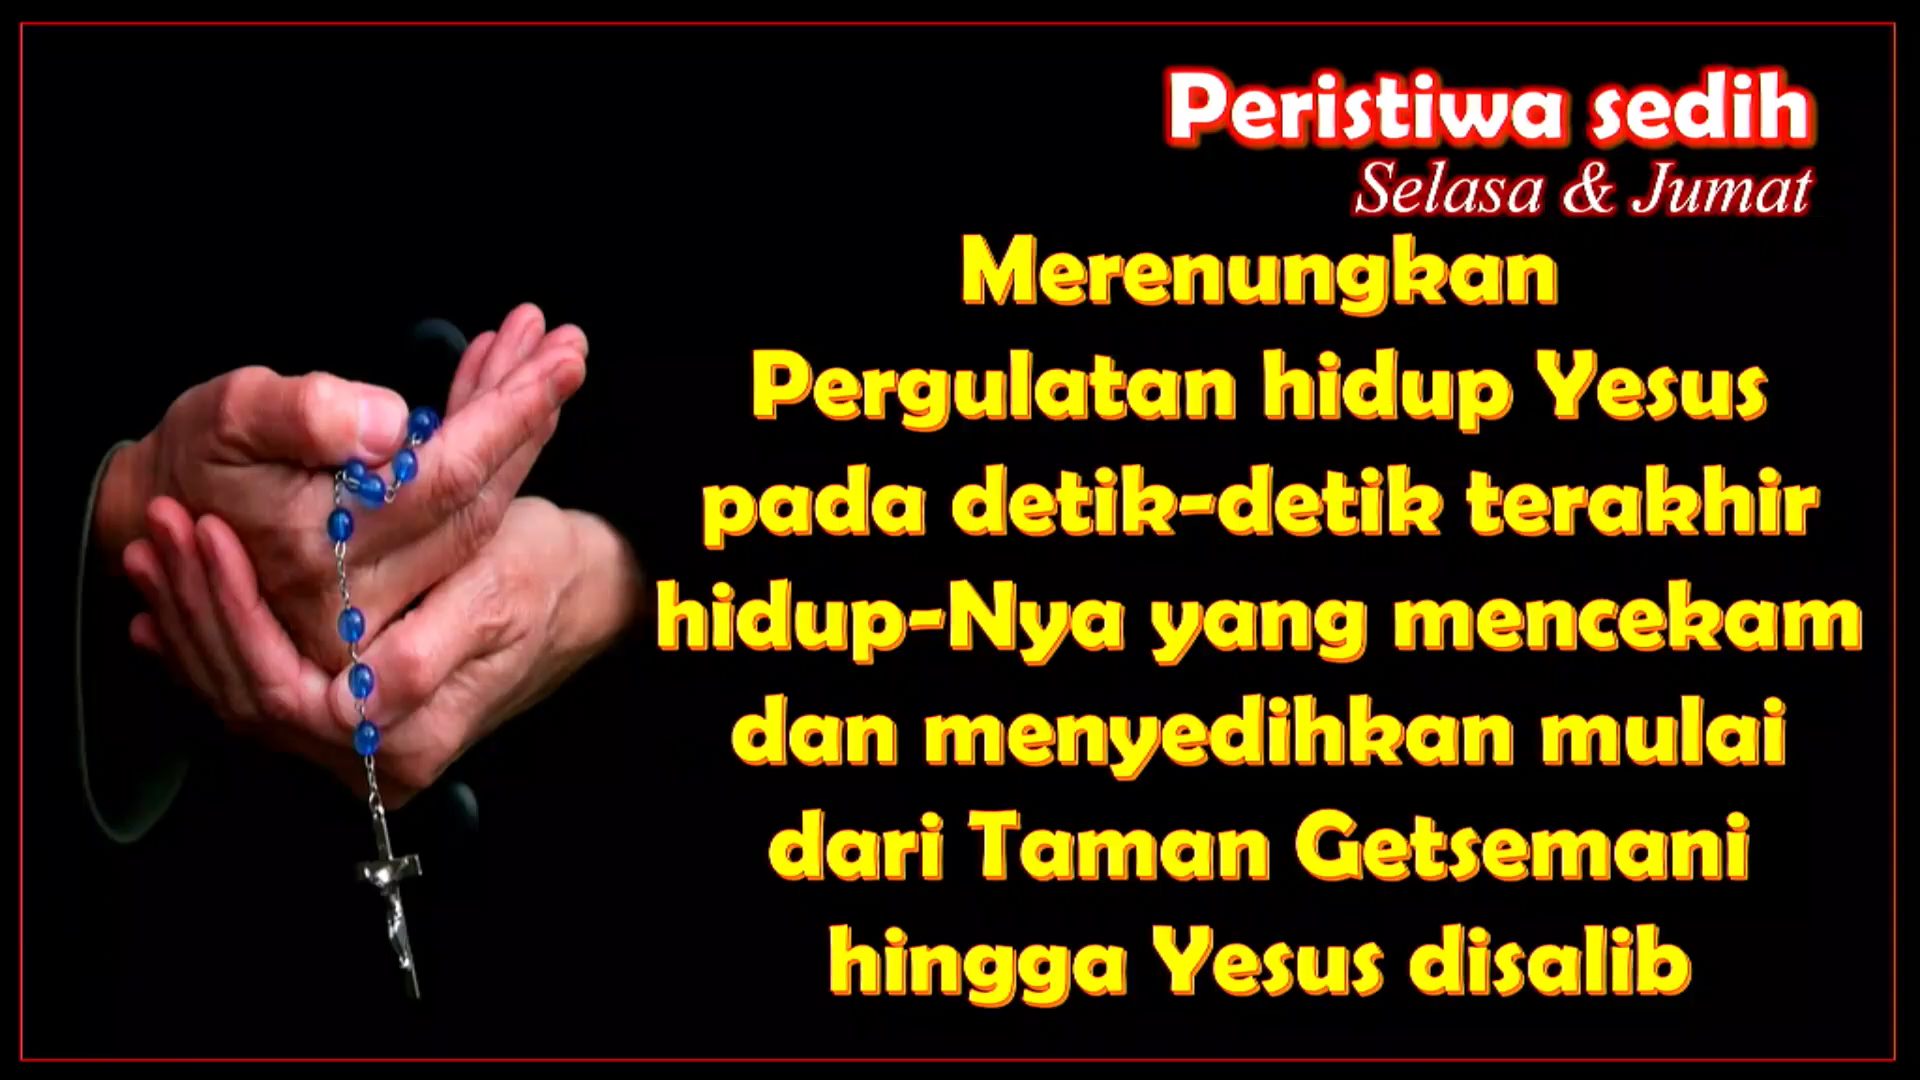 Peristiwa sedih
Selasa & Jumat
Merenungkan
Pergulatan hidup Yesus
pada detik-detik terakhir
hidup-Nya yang mencekam
dan menyedihkan mulai
dari Taman Getsemani
hingga Yesus disalib